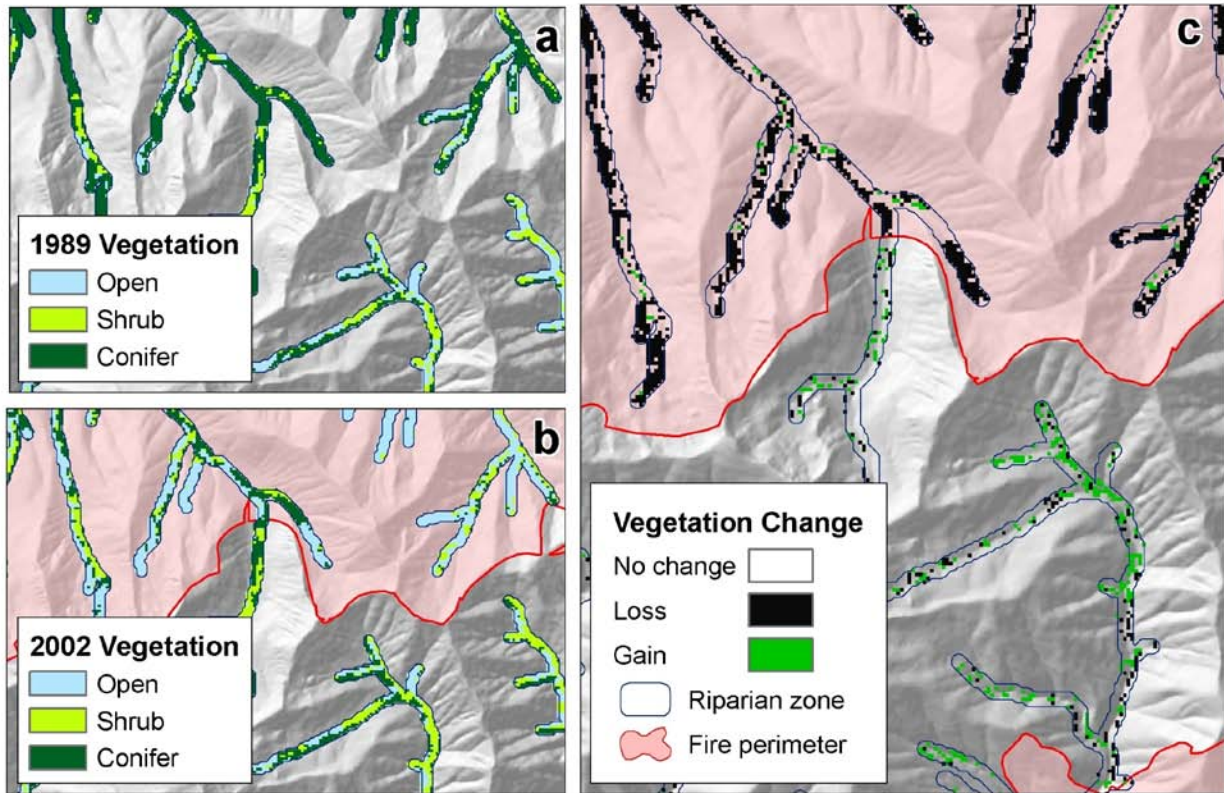 a
1989 Vegetation
Open
Shrub
Conifer
b
2002 Vegetation
Open
Shrub
Conifer
c
Vegetation Change
No change
Loss
Gain
Riparian zone
Fire perimeter